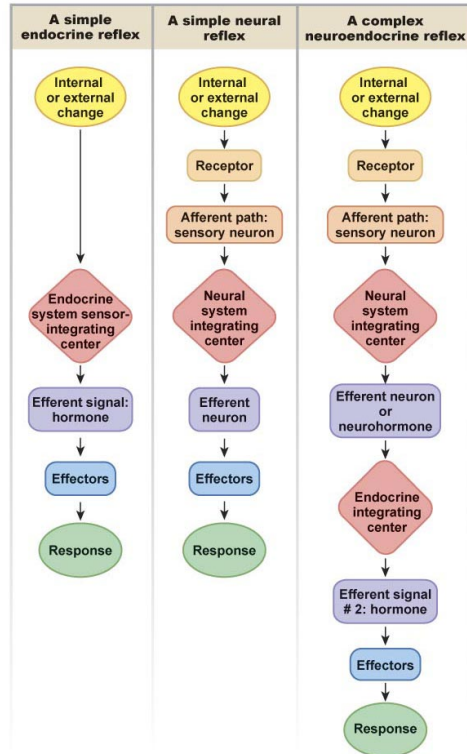 A simple
endocrine reflex
Internal
or external
change
Endocrine
system sensor-
integrating
center
Efferent signal:
hormone
Effectors
Response
A simple neural
reflex
Internal
or external
change
Receptor
Afferent path:
sensory neuron
Neural
system
integrating
center
Efferent
neuron
Effectors
Response
A complex
neuroendocrine reflex
Internal
or external
change
Receptor
Afferent path:
sensory neuron
Neural
system
integrating
center
Efferent neuron
or
neurohormone
Endocrine
integrating
center
Efferent signal
# 2: hormone
Effectors
Response